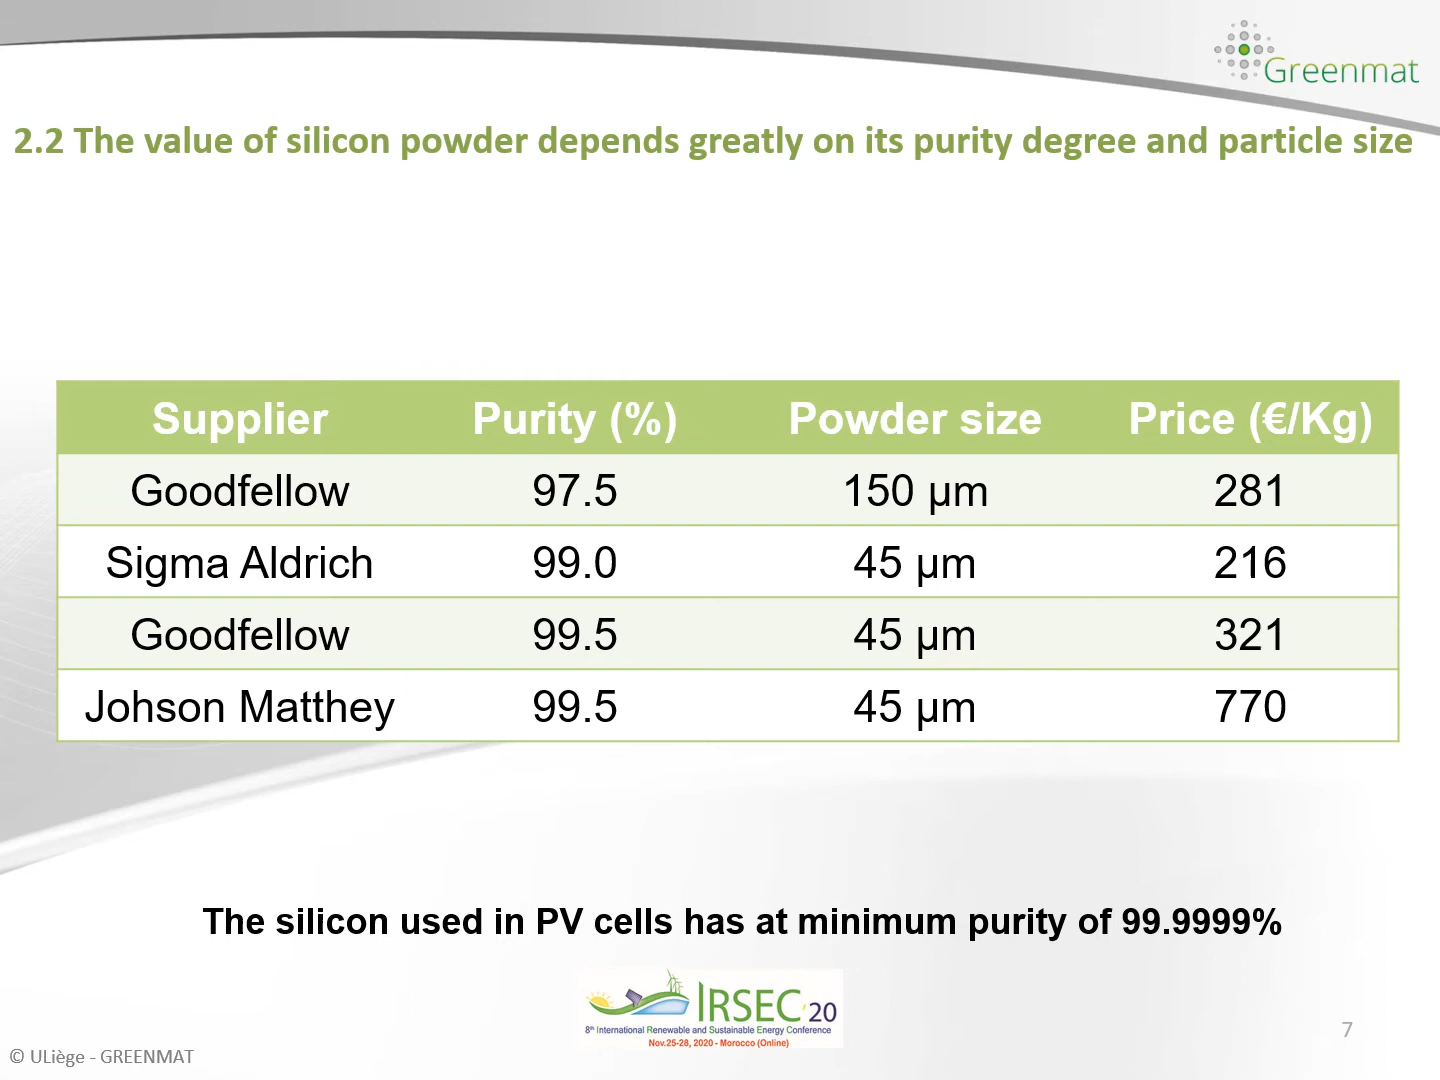 Greenmat
2.2 The value of silicon powder depends greatly on its purity degree and particle size
Supplier Purity (%) Powder size Price (€/Kg)
Goodfellow 97.5 150 µm 281
Sigma Aldrich 99.0 45 µm 216
Goodfellow 99.5 45 µm 321
Johson Matthey 99.5 45 µm 770
The silicon used in PV cells has at minimum purity of 99.9999%
IRSEC'20
8th International Renewable and Sustainable Energy Conference
Nov.25-28, 2020 - Morocco (Online)
7
© ULiège - GREENMAT